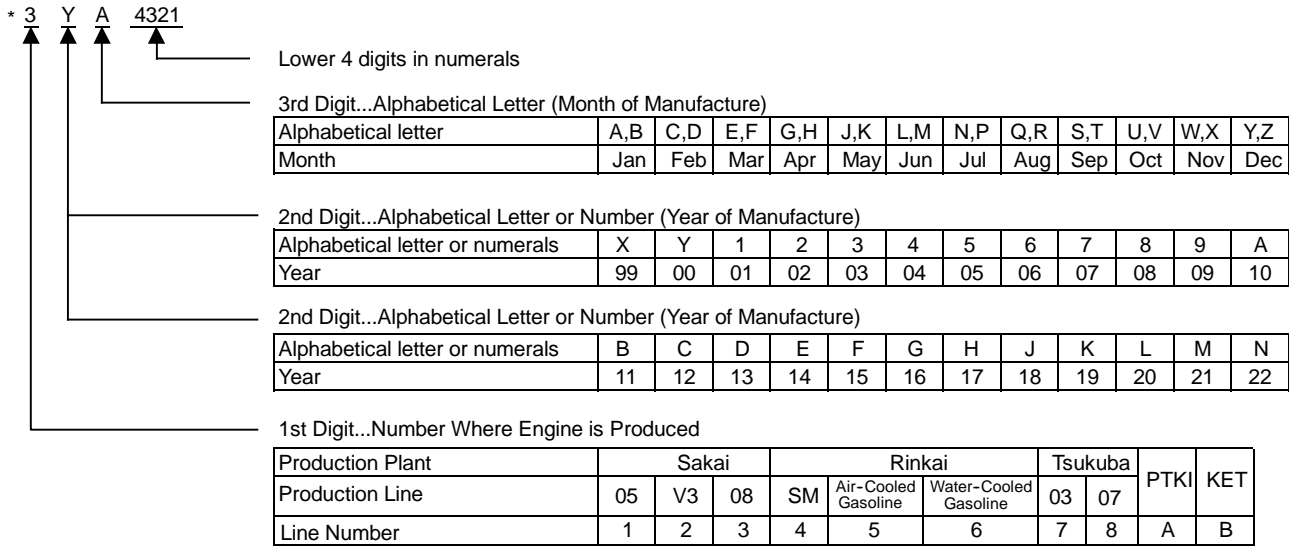 * 3 Y A 4321
Lower 4 digits in numerals
3rd Digit...Alphabetical Letter (Month of Manufacture)
Alphabetical letter A,B C,D E,F G,H J,K L,M N,P Q,R S,T U,V W,X Y,Z
Month Jan Feb Mar Apr May Jun Jul Aug Sep Oct Nov Dec
2nd Digit...Alphabetical Letter or Number (Year of Manufacture)
Alphabetical letter or numerals X Y 1 2 3 4 5 6 7 8 9 A
Year 99 00 01 02 03 04 05 06 07 08 09 10
2nd Digit...Alphabetical Letter or Number (Year of Manufacture)
Alphabetical letter or numerals B C D E F G H J K L M N
Year 11 12 13 14 15 16 17 18 19 20 21 22
1st Digit...Number Where Engine is Produced
Production Plant Sakai Rinkai Tsukuba PTKI KET
Production Line 05 V3 08 SM Air-Cooled Gasoline Water-Cooled Gasoline 03 07
Line Number 1 2 3 4 5 6 7 8 A B